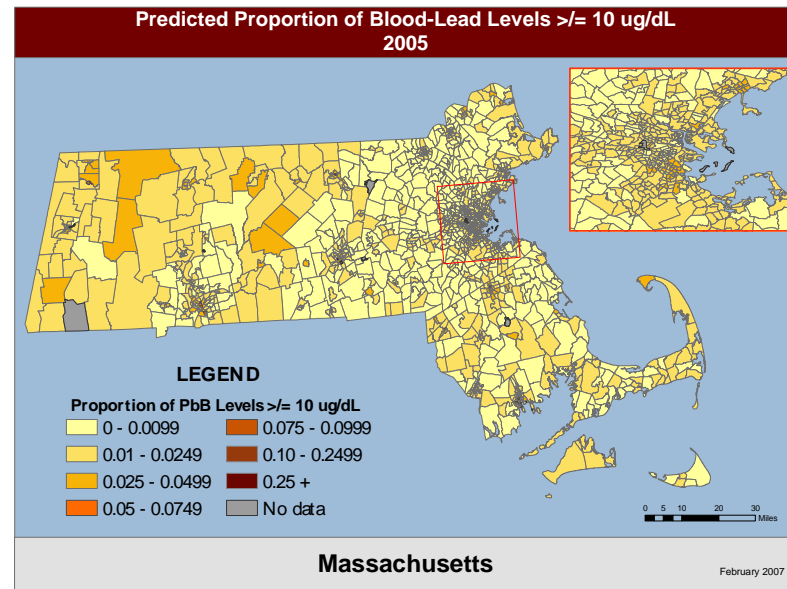 Predicted Proportion of Blood-Lead Levels >/= 10 ug/dL
2005
LEGEND
Proportion of PbB Levels >/= 10 ug/dL
0 - 0.0099
0.075 - 0.0999
0.01 - 0.0249
0.10 - 0.2499
0.025 - 0.0499
0.25 +
0.05 - 0.0749
No data
0 5 10 20 30
Miles
Massachusetts
February 2007